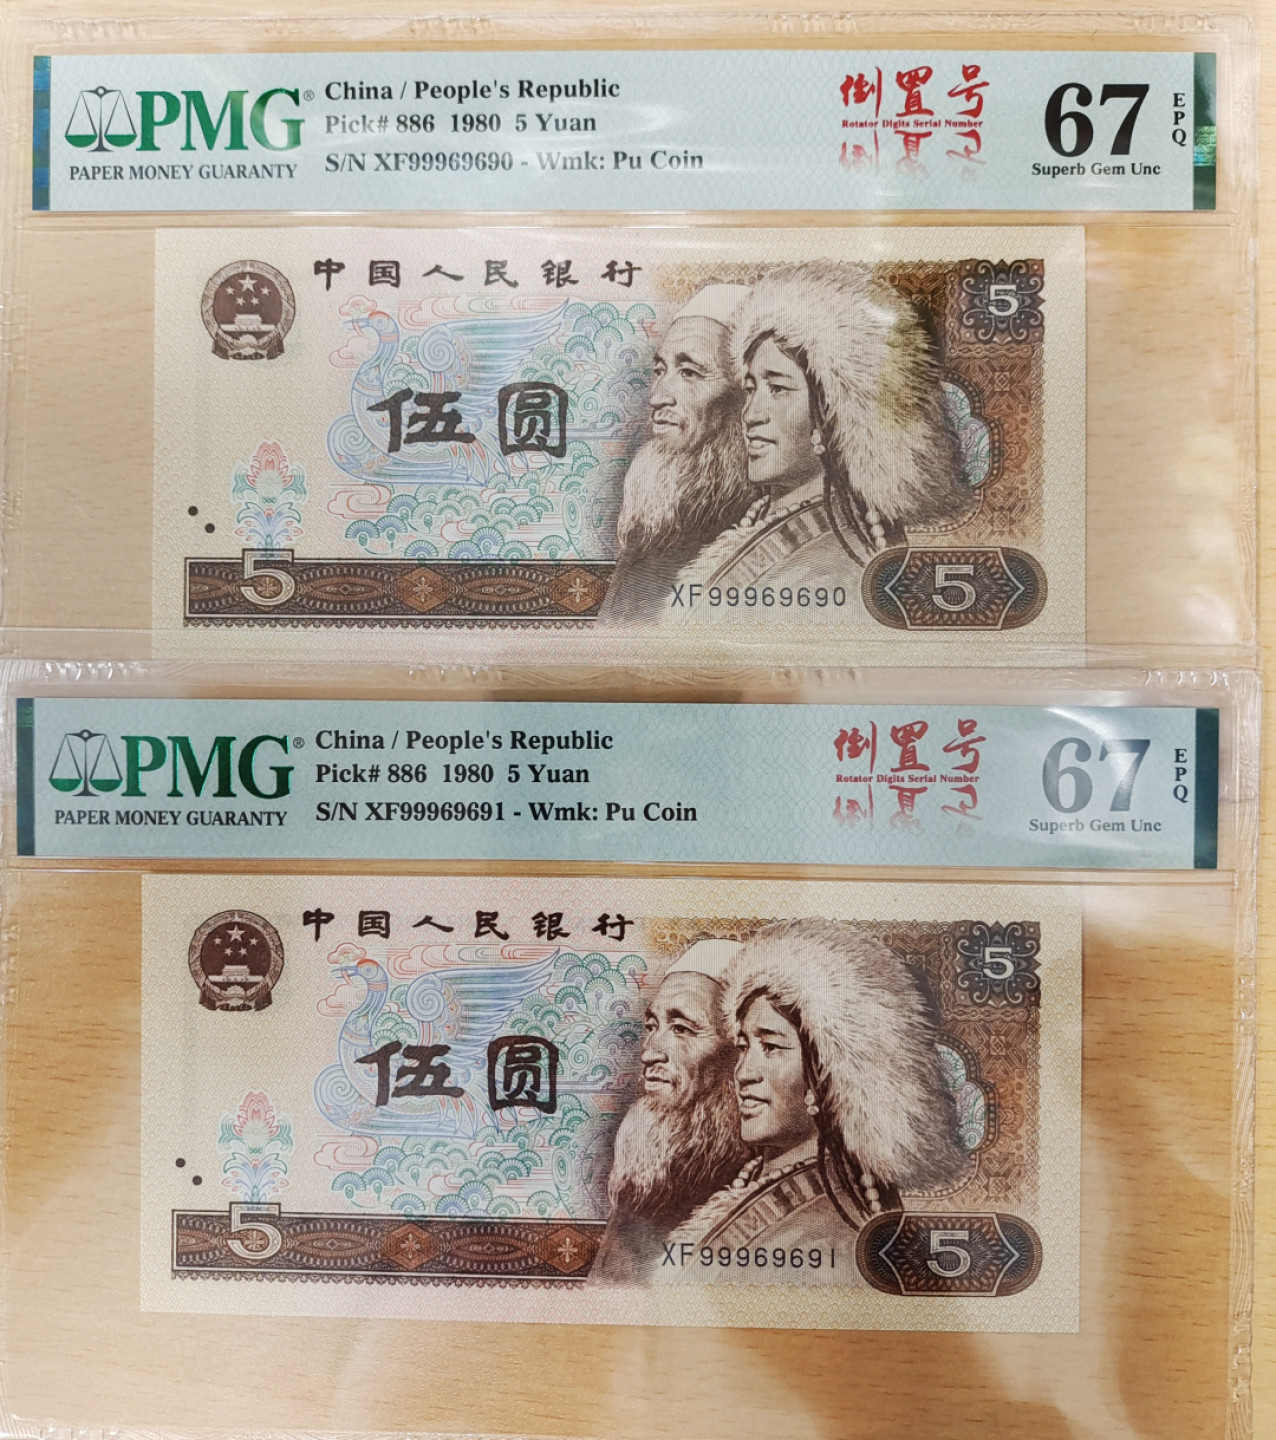 PMG®
PAPER MONEY GUARANTY
China / People's Republic
Pick# 886 1980 5 Yuan
S/N XF99969690 - Wmk: Pu Coin
倒置号
Rotator Digits Serial Number
67
Superb Gem Unc
EPQ
中国人民银行
5
伍圆
5
XF99969690
5
PMG®
PAPER MONEY GUARANTY
China / People's Republic
Pick# 886 1980 5 Yuan
S/N XF99969691 - Wmk: Pu Coin
倒置号
Rotator Digits Serial Number
67
Superb Gem Unc
EPQ
中国人民银行
5
伍圆
5
XF99969691
5